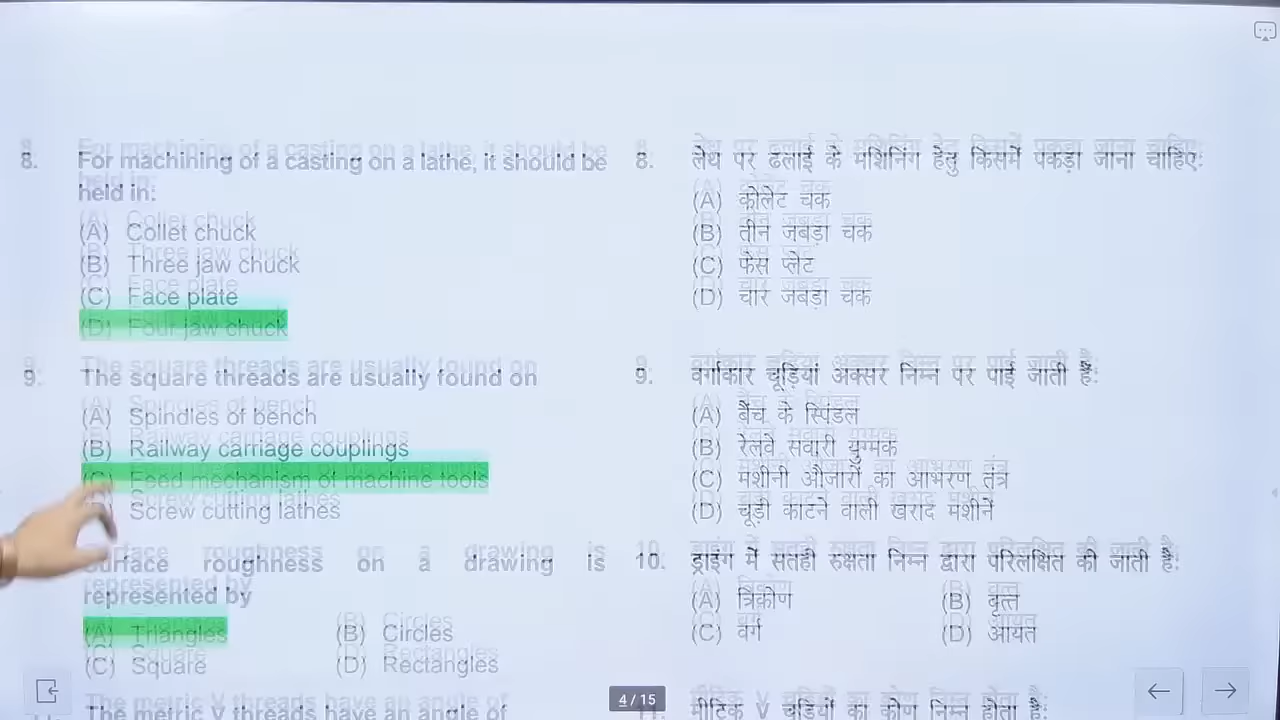 8. For machining of a casting on a lathe, it should be
held in:
(A) Collet chuck
(B) Three jaw chuck
(C) Face plate
(D) Four jaw chuck
9. The square threads are usually found on
(A) Spindles of bench
(B) Railway carriage couplings
(C) Feed mechanism of machine tools
Screw cutting lathes
Surface roughness on a drawing is
represented by
(A) Triangles (B) Circles
(C) Square (D) Rectangles
The metric V threads have an angle of
8. लेथ पर ढलाई के मशिनिंग हेतु किसमें पकड़ा जाना चाहिए:
(A) कोलेट चक
(B) तीन जबड़ा चक
(C) फेस प्लेट
(D) चार जबड़ा चक
9. वर्गाकार चूड़ियां अक्सर निम्न पर पाई जाती है:
(A) बैंच के स्पिंडल
(B) रेलवे सवारी युग्मक
(C) मशीनी औजारों का आभरण तंत्र
(D) चूड़ी काटने वाली खराद मशीनें
10. ड्राइंग में सतही रुक्षता निम्न द्वारा परिलक्षित की जाती है:
(A) त्रिकोण (B) वृत्त
(C) वर्ग (D) आयत
11. मीट्रिक V चूड़ियों का कोण निम्न होता है:
4 / 15